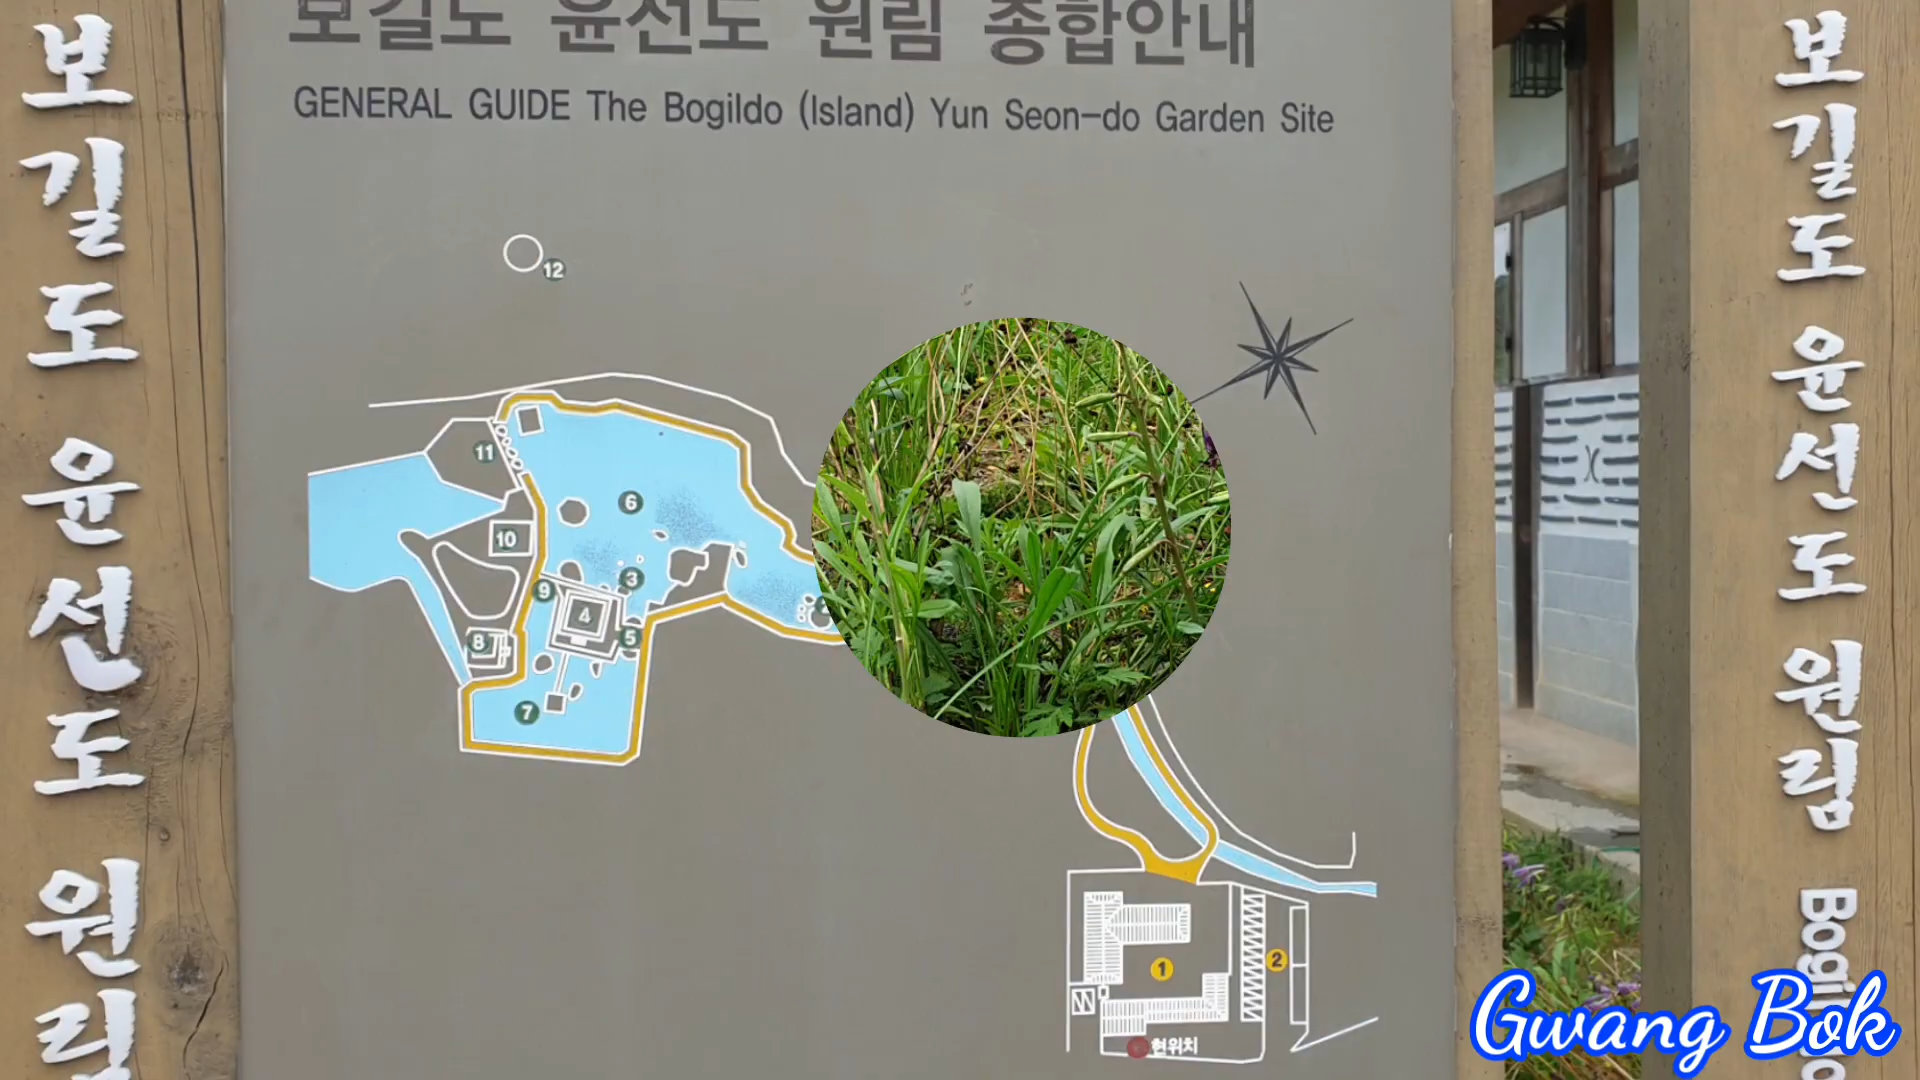 보길도 윤선도 원림
보길도 윤선도 원림 종합안내
GENERAL GUIDE The Bogildo (Island) Yun Seon-do Garden Site
12
11
6
10
3
9
4
5
8
7
1
2
현위치
보길도 윤선도 원림
Gwang Bok